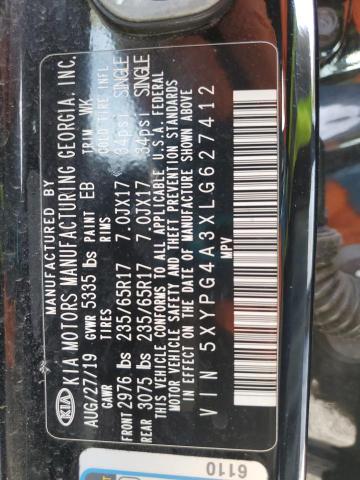 MANUFACTURED BY
KIA KIA MOTORS MANUFACTURING GEORGIA, INC.
AUG/27/19 GVWR 5335 lbs PAINT EB TRIM WK
GAWR TIRES RIMS COLD TIRE INFL
FRONT 2976 lbs 235/65R17 7.0JX17 34psi SINGLE
REAR 3075 lbs 235/65R17 7.0JX17 34psi SINGLE
THIS VEHICLE CONFORMS TO ALL APPLICABLE U.S.A. FEDERAL
MOTOR VEHICLE SAFETY AND THEFT PREVENTION STANDARDS
IN EFFECT ON THE DATE OF MANUFACTURE SHOWN ABOVE
VIN 5XYPG4A3XLG627412
MPV
6110